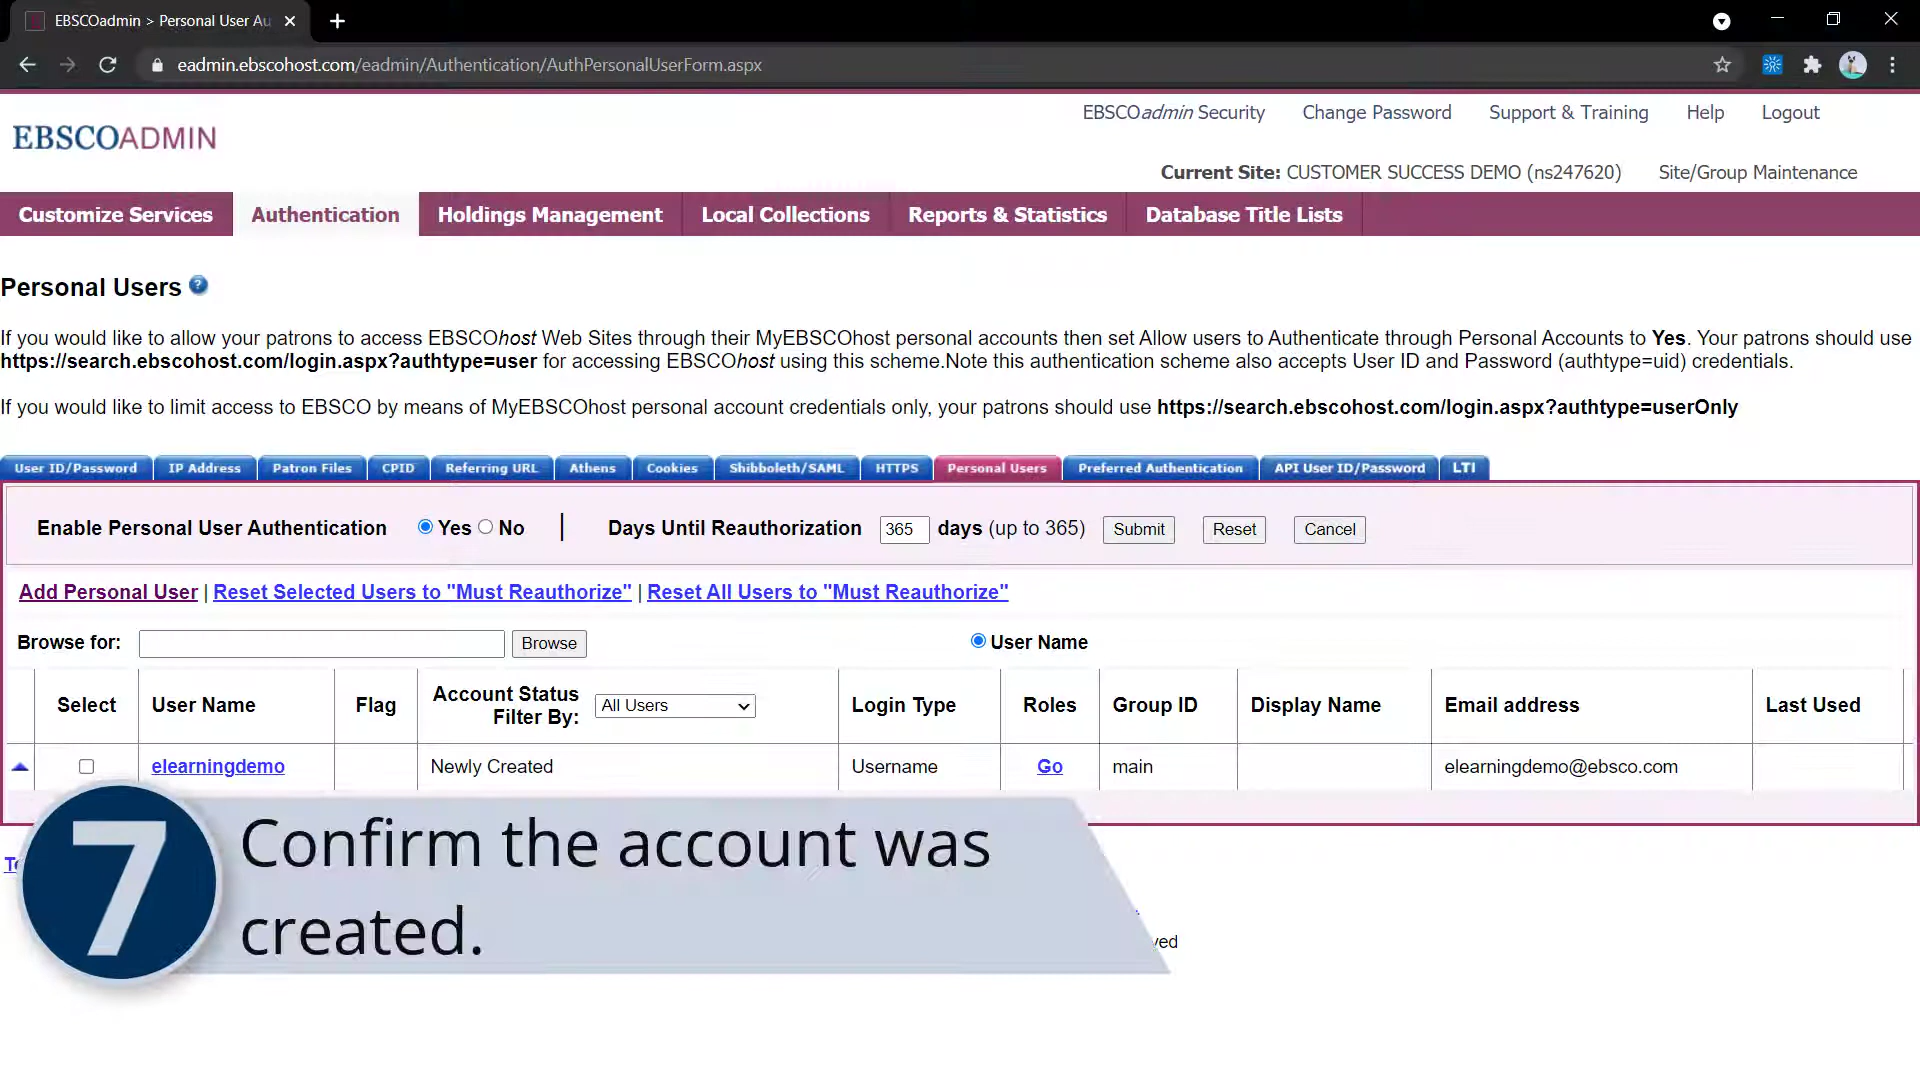 EBSCOadmin > Personal User Au
eadmin.ebscohost.com/eadmin/Authentication/AuthPersonalUserForm.aspx
EBSCOadmin Security Change Password Support & Training Help Logout
EBSCOADMIN
Current Site: CUSTOMER SUCCESS DEMO (ns247620) Site/Group Maintenance
Customize Services Authentication Holdings Management Local Collections Reports & Statistics Database Title Lists
Personal Users ?
If you would like to allow your patrons to access EBSCOhost Web Sites through their MyEBSCOhost personal accounts then set Allow users to Authenticate through Personal Accounts to Yes. Your patrons should use
https://search.ebscohost.com/login.aspx?authtype=user for accessing EBSCOhost using this scheme.Note this authentication scheme also accepts User ID and Password (authtype=uid) credentials.
If you would like to limit access to EBSCO by means of MyEBSCOhost personal account credentials only, your patrons should use https://search.ebscohost.com/login.aspx?authtype=userOnly
User ID/Password IP Address Patron Files CPID Referring URL Athens Cookies Shibboleth/SAML HTTPS Personal Users Preferred Authentication API User ID/Password LTI
Enable Personal User Authentication Yes No | Days Until Reauthorization 365 days (up to 365) Submit Reset Cancel
Add Personal User | Reset Selected Users to "Must Reauthorize" | Reset All Users to "Must Reauthorize"
Browse for: Browse User Name
Select User Name Flag Account Status Filter By: All Users Login Type Roles Group ID Display Name Email address Last Used
elearningdemo Newly Created Username Go main elearningdemo@ebsco.com
7 Confirm the account was
created.